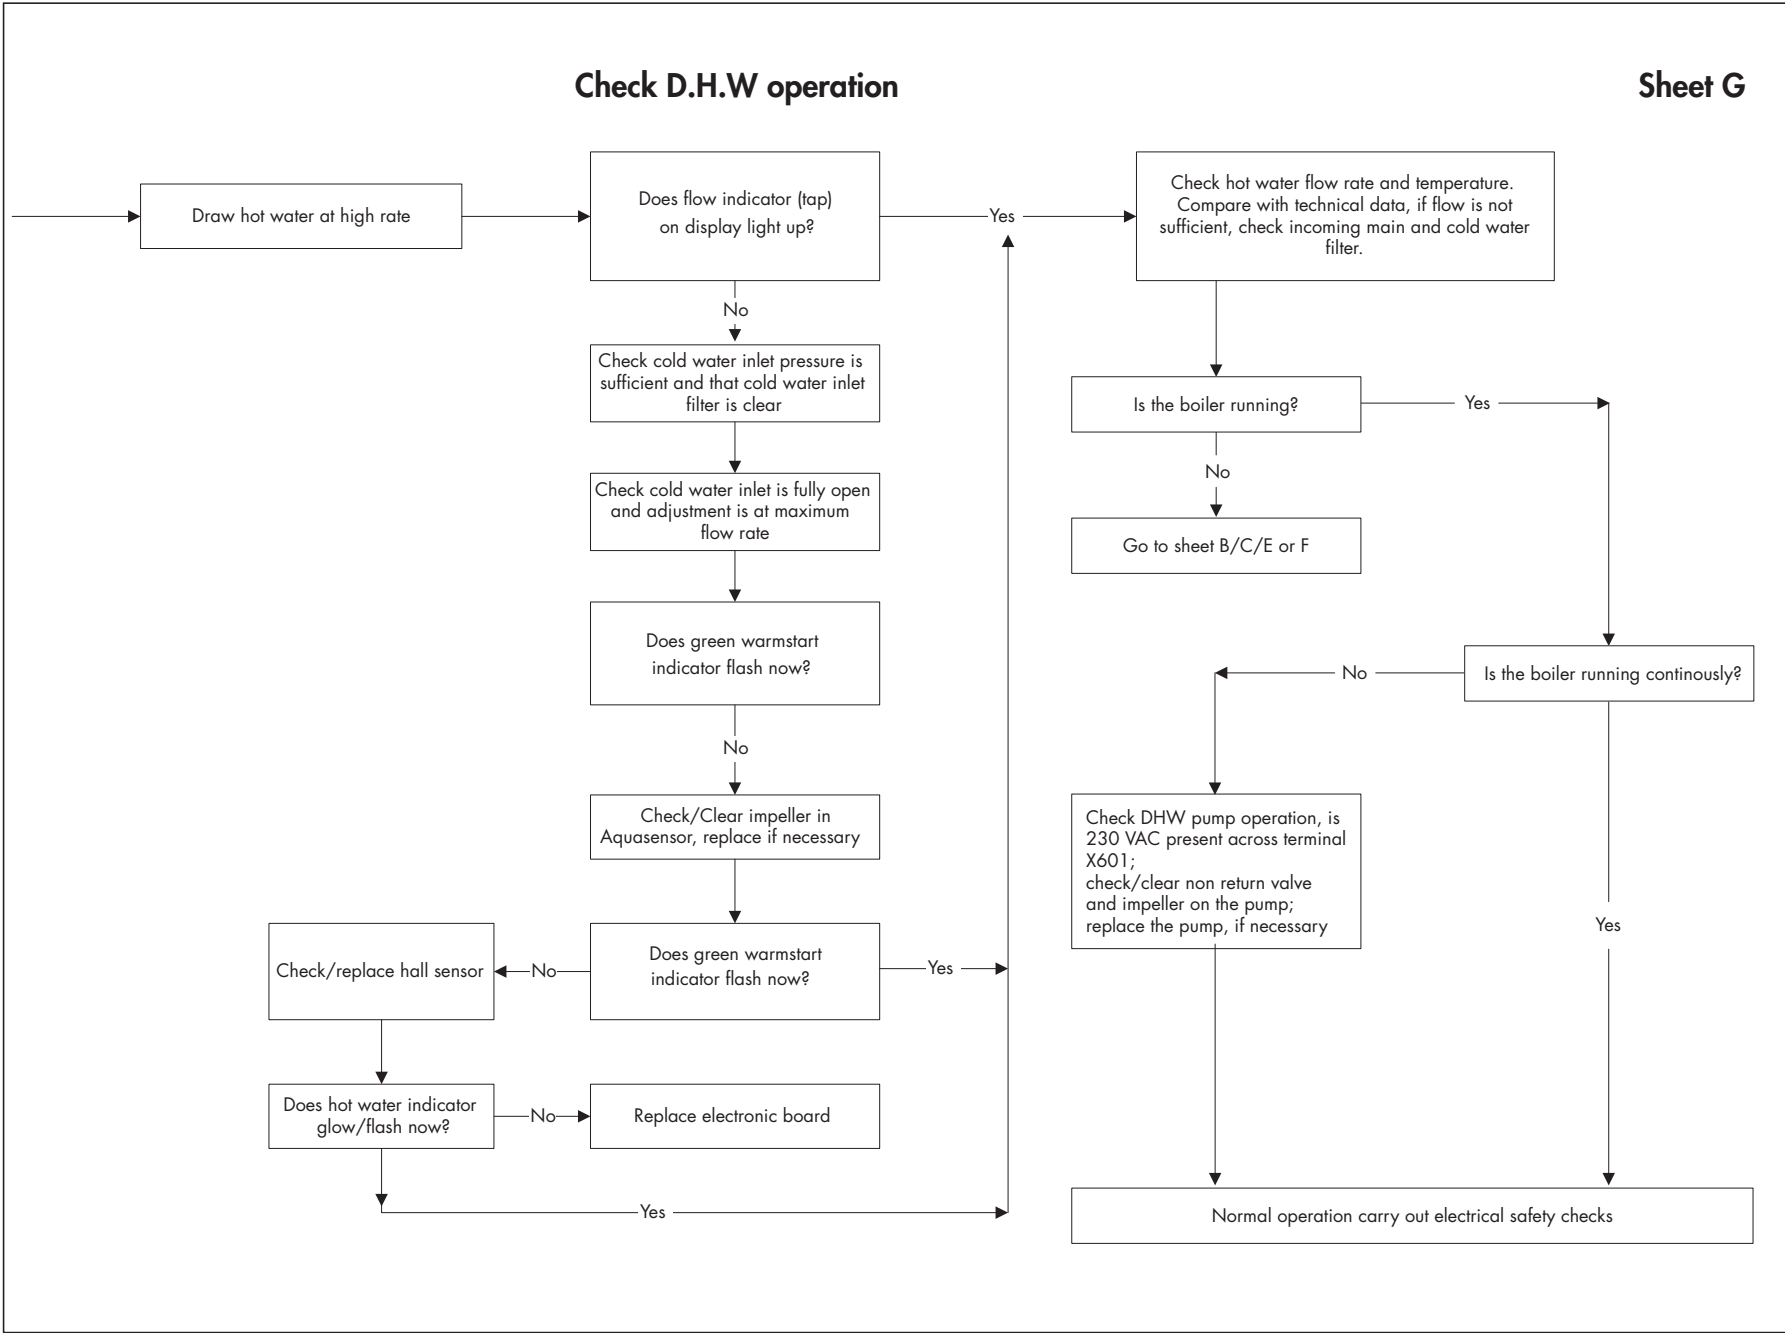 Check D.H.W operation
Sheet G
Draw hot water at high rate
Does flow indicator (tap)
on display light up?
Yes
Check hot water flow rate and temperature.
Compare with technical data, if flow is not
sufficient, check incoming main and cold water
filter.
No
Check cold water inlet pressure is
sufficient and that cold water inlet
filter is clear
Is the boiler running?
Yes
No
Check cold water inlet is fully open
and adjustment is at maximum
flow rate
Go to sheet B/C/E or F
Does green warmstart
indicator flash now?
Is the boiler running continously?
No
No
Check/Clear impeller in
Aquasensor, replace if necessary
Check DHW pump operation, is
230 VAC present across terminal
X601;
check/clear non return valve
and impeller on the pump;
replace the pump, if necessary
Yes
Does green warmstart
indicator flash now?
Yes
No
Check/replace hall sensor
Does hot water indicator
glow/flash now?
No
Replace electronic board
Yes
Normal operation carry out electrical safety checks